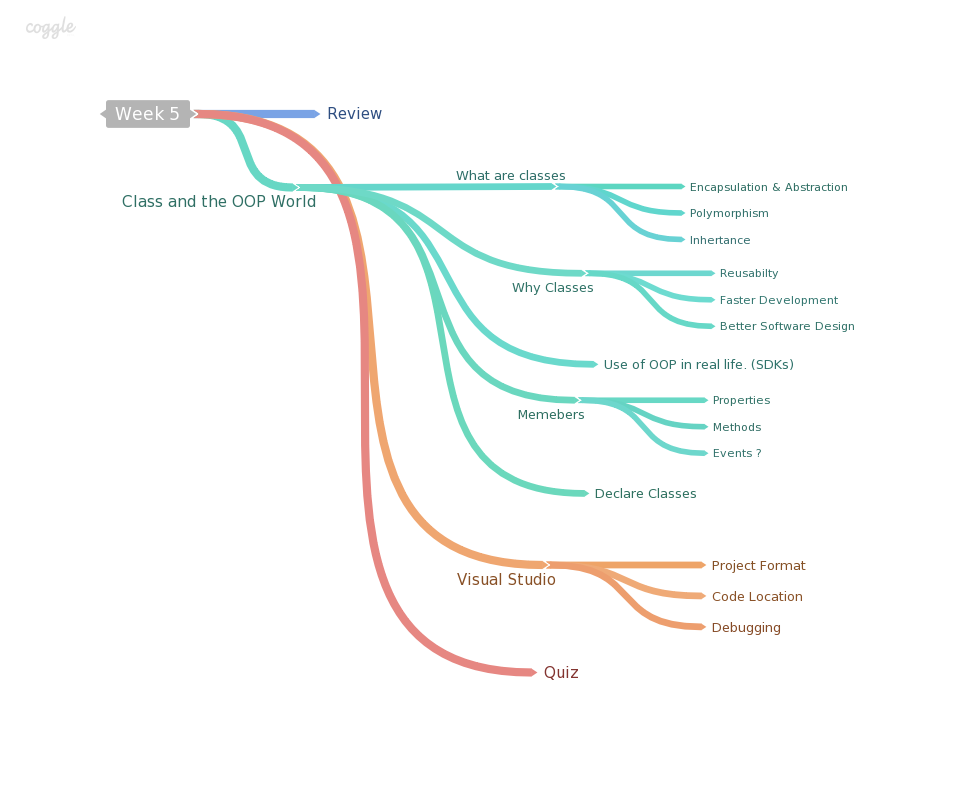 coggle
Week 5
Review
Class and the OOP World
What are classes
Encapsulation & Abstraction
Polymorphism
Inhertance
Why Classes
Reusabilty
Faster Development
Better Software Design
Use of OOP in real life. (SDKs)
Memebers
Properties
Methods
Events ?
Declare Classes
Visual Studio
Project Format
Code Location
Debugging
Quiz